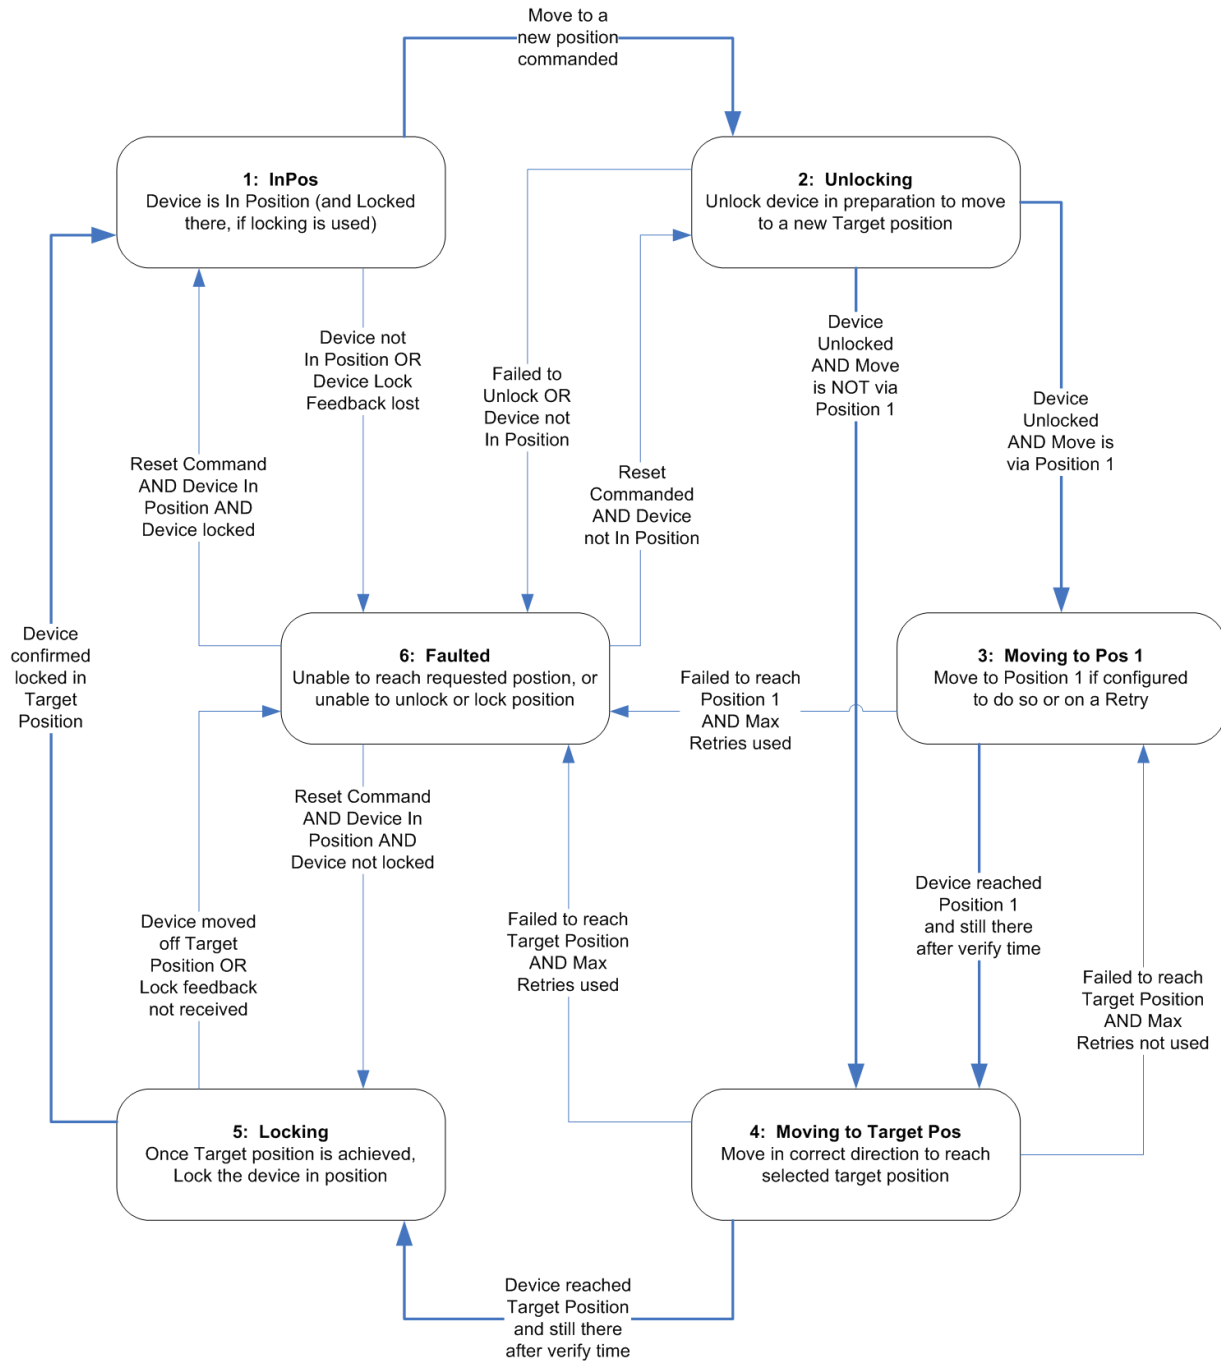 Move to a
new position
commanded
1:  InPos
Device is In Position (and Locked
there, if locking is used)
2:  Unlocking
Unlock device in preparation to move
to a new Target position
Device not
In Position OR
Device Lock
Feedback lost
Failed to
Unlock OR
Device not
In Position
Device
Unlocked
AND Move
is NOT via
Position 1
Device
Unlocked
AND Move is
via Position 1
Reset Command
AND Device In
Position AND
Device locked
Reset
Commanded
AND Device
not In Position
Device
confirmed
locked in
Target
Position
6:  Faulted
Unable to reach requested postion, or
unable to unlock or lock position
Failed to reach
Position 1
AND Max
Retries used
3:  Moving to Pos 1
Move to Position 1 if configured
to do so or on a Retry
Reset Command
AND Device In
Position AND
Device not locked
Device moved
off Target
Position OR
Lock feedback
not received
Failed to reach
Target Position
AND Max
Retries used
Device reached
Position 1
and still there
after verify time
Failed to reach
Target Position
AND Max
Retries not used
5:  Locking
Once Target position is achieved,
Lock the device in position
4:  Moving to Target Pos
Move in correct direction to reach
selected target position
Device reached
Target Position
and still there
after verify time